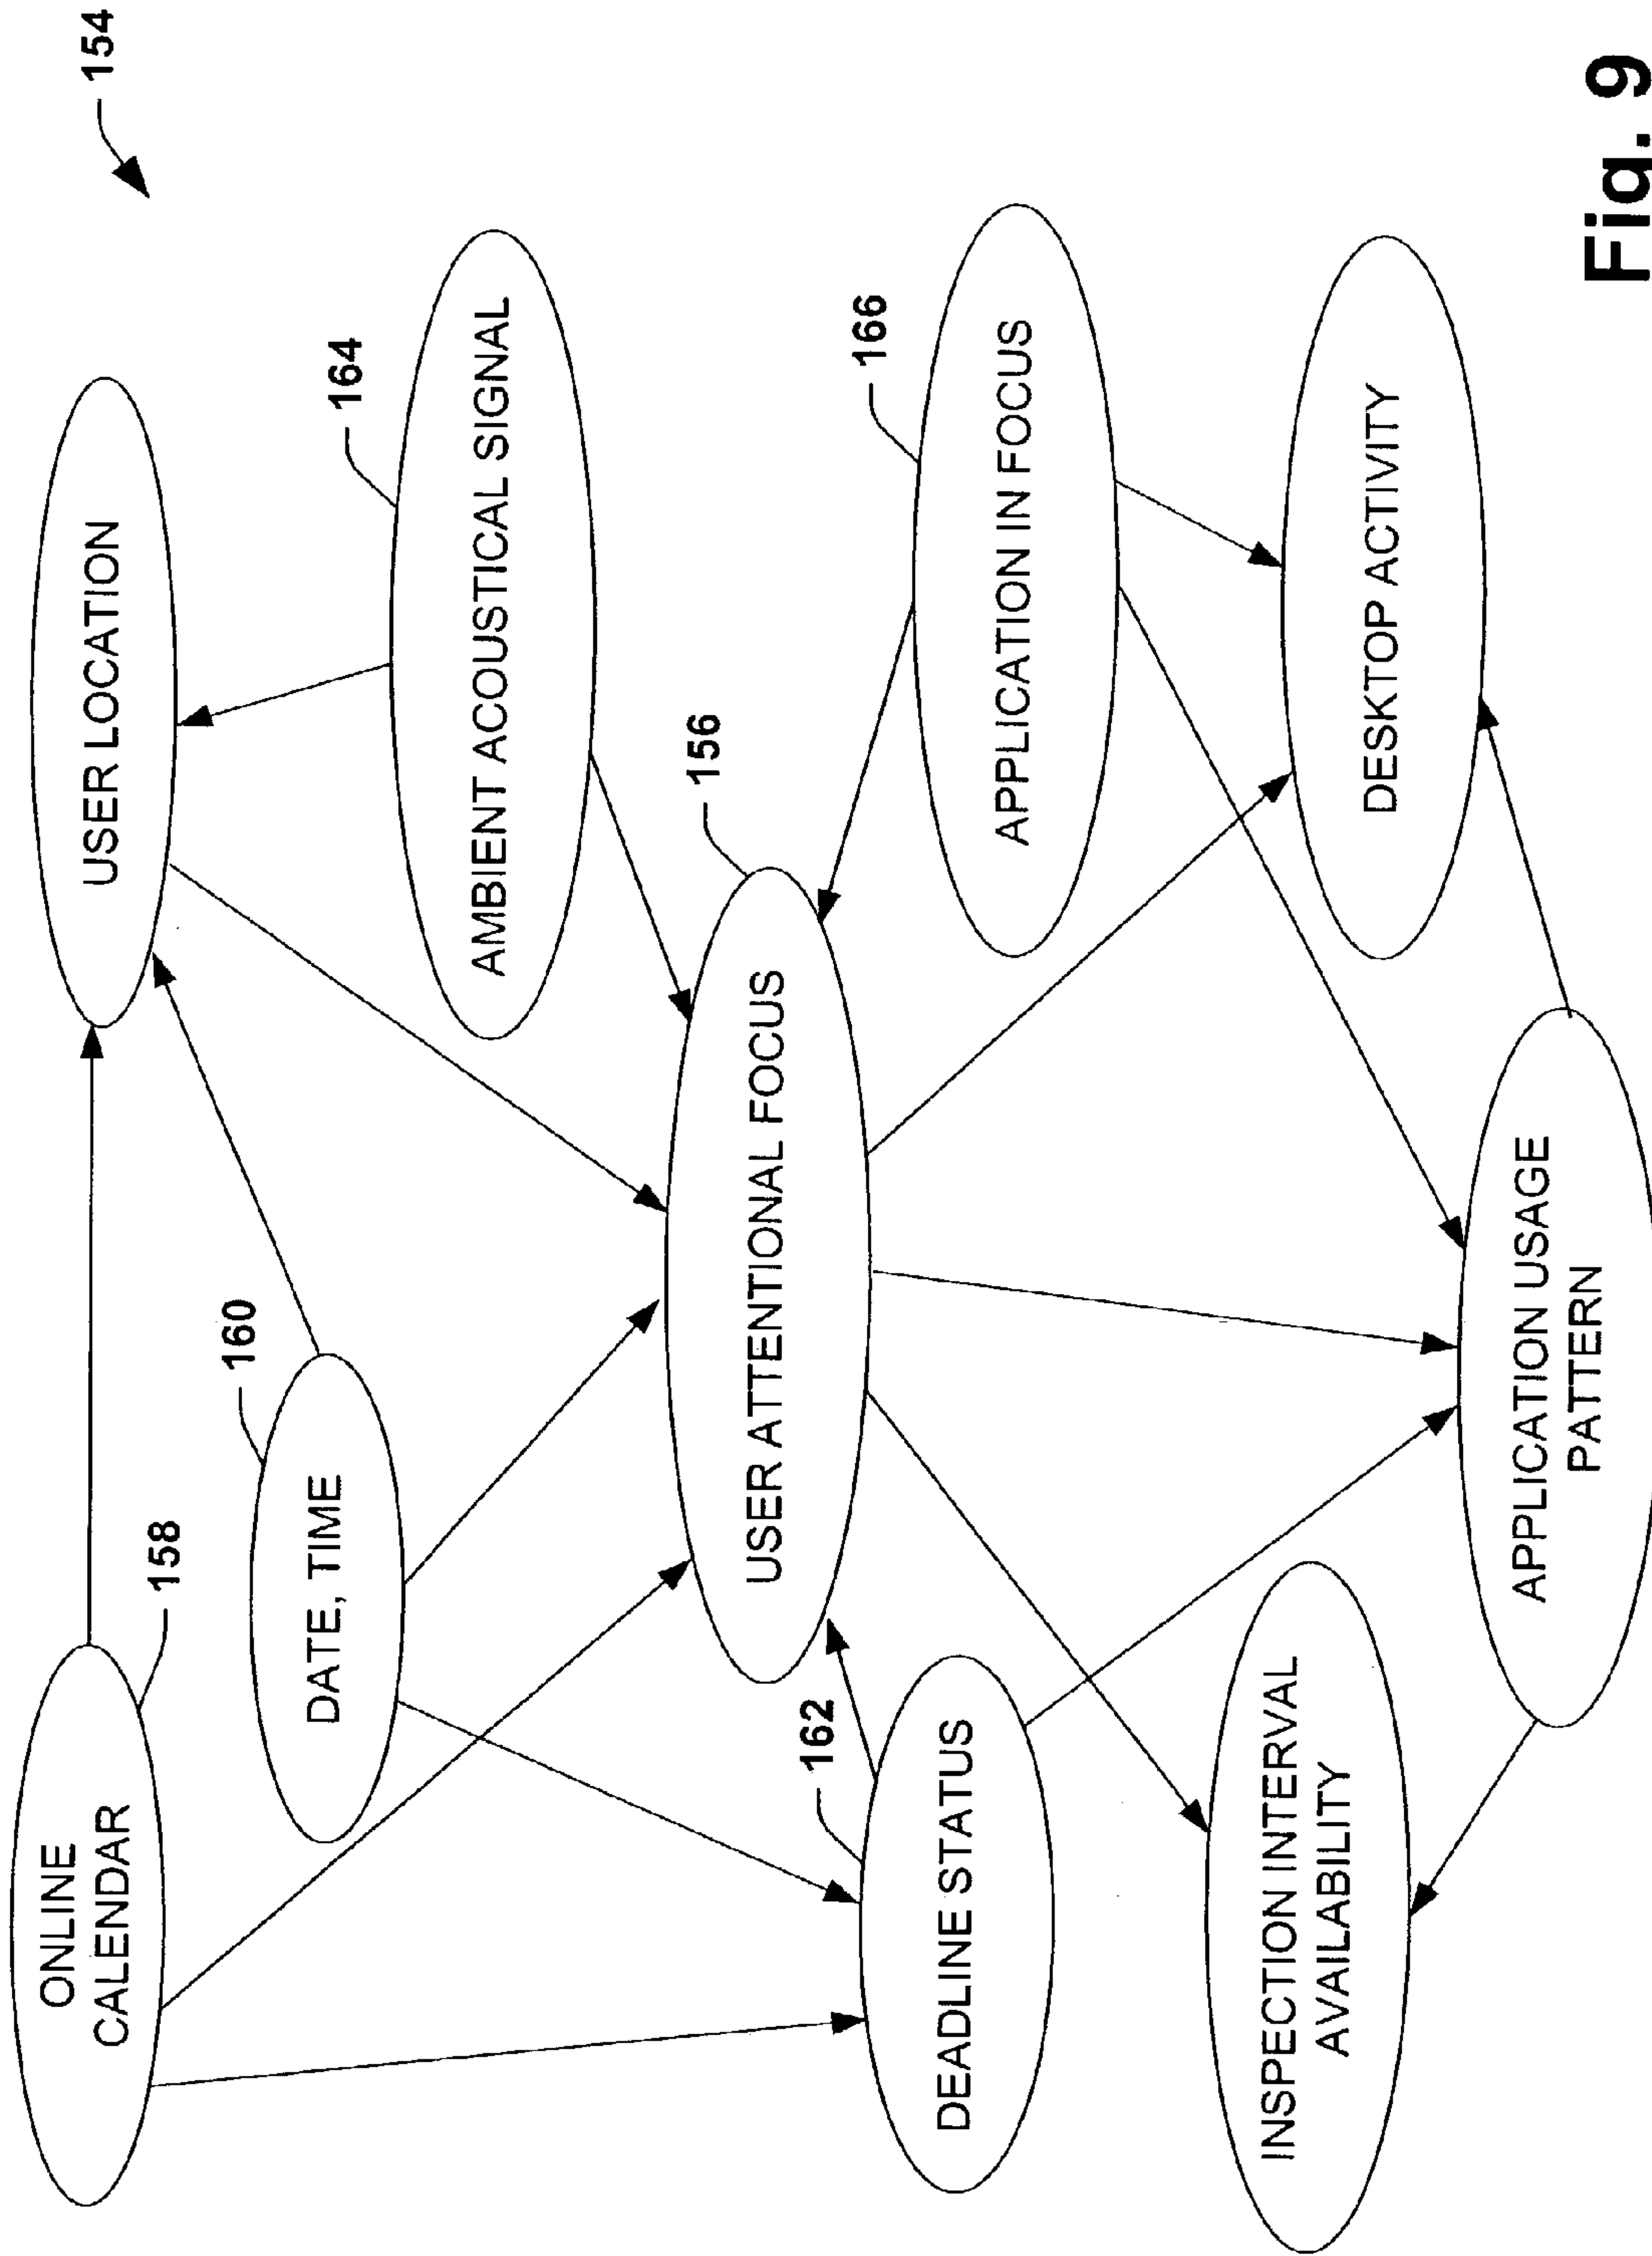 154
ONLINE
CALENDAR
158
USER LOCATION
160
DATE, TIME
164
AMBIENT ACOUSTICAL SIGNAL
156
USER ATTENTIONAL FOCUS
162
DEADLINE STATUS
166
APPLICATION IN FOCUS
INSPECTION INTERVAL
AVAILABILITY
DESKTOP ACTIVITY
APPLICATION USAGE
PATTERN
Fig. 9